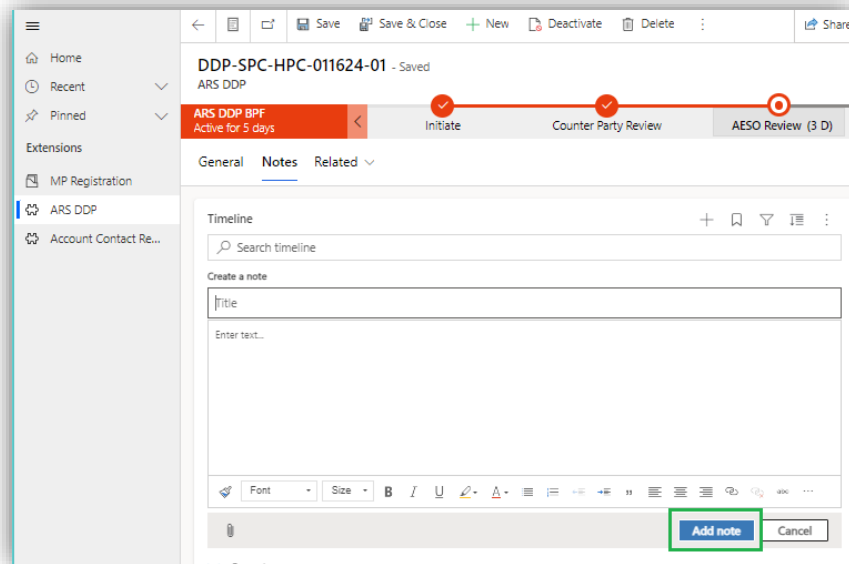 Save Save & Close New Deactivate Delete Share
Home
Recent
Pinned
Extensions
MP Registration
ARS DDP
Account Contact Re...
DDP-SPC-HPC-011624-01 - Saved
ARS DDP
ARS DDP BPF
Active for 5 days
Initiate
Counter Party Review
AESO Review (3 D)
General Notes Related
Timeline
Search timeline
Create a note
Title
Enter text...
Font Size B I U A abc ...
Add note Cancel